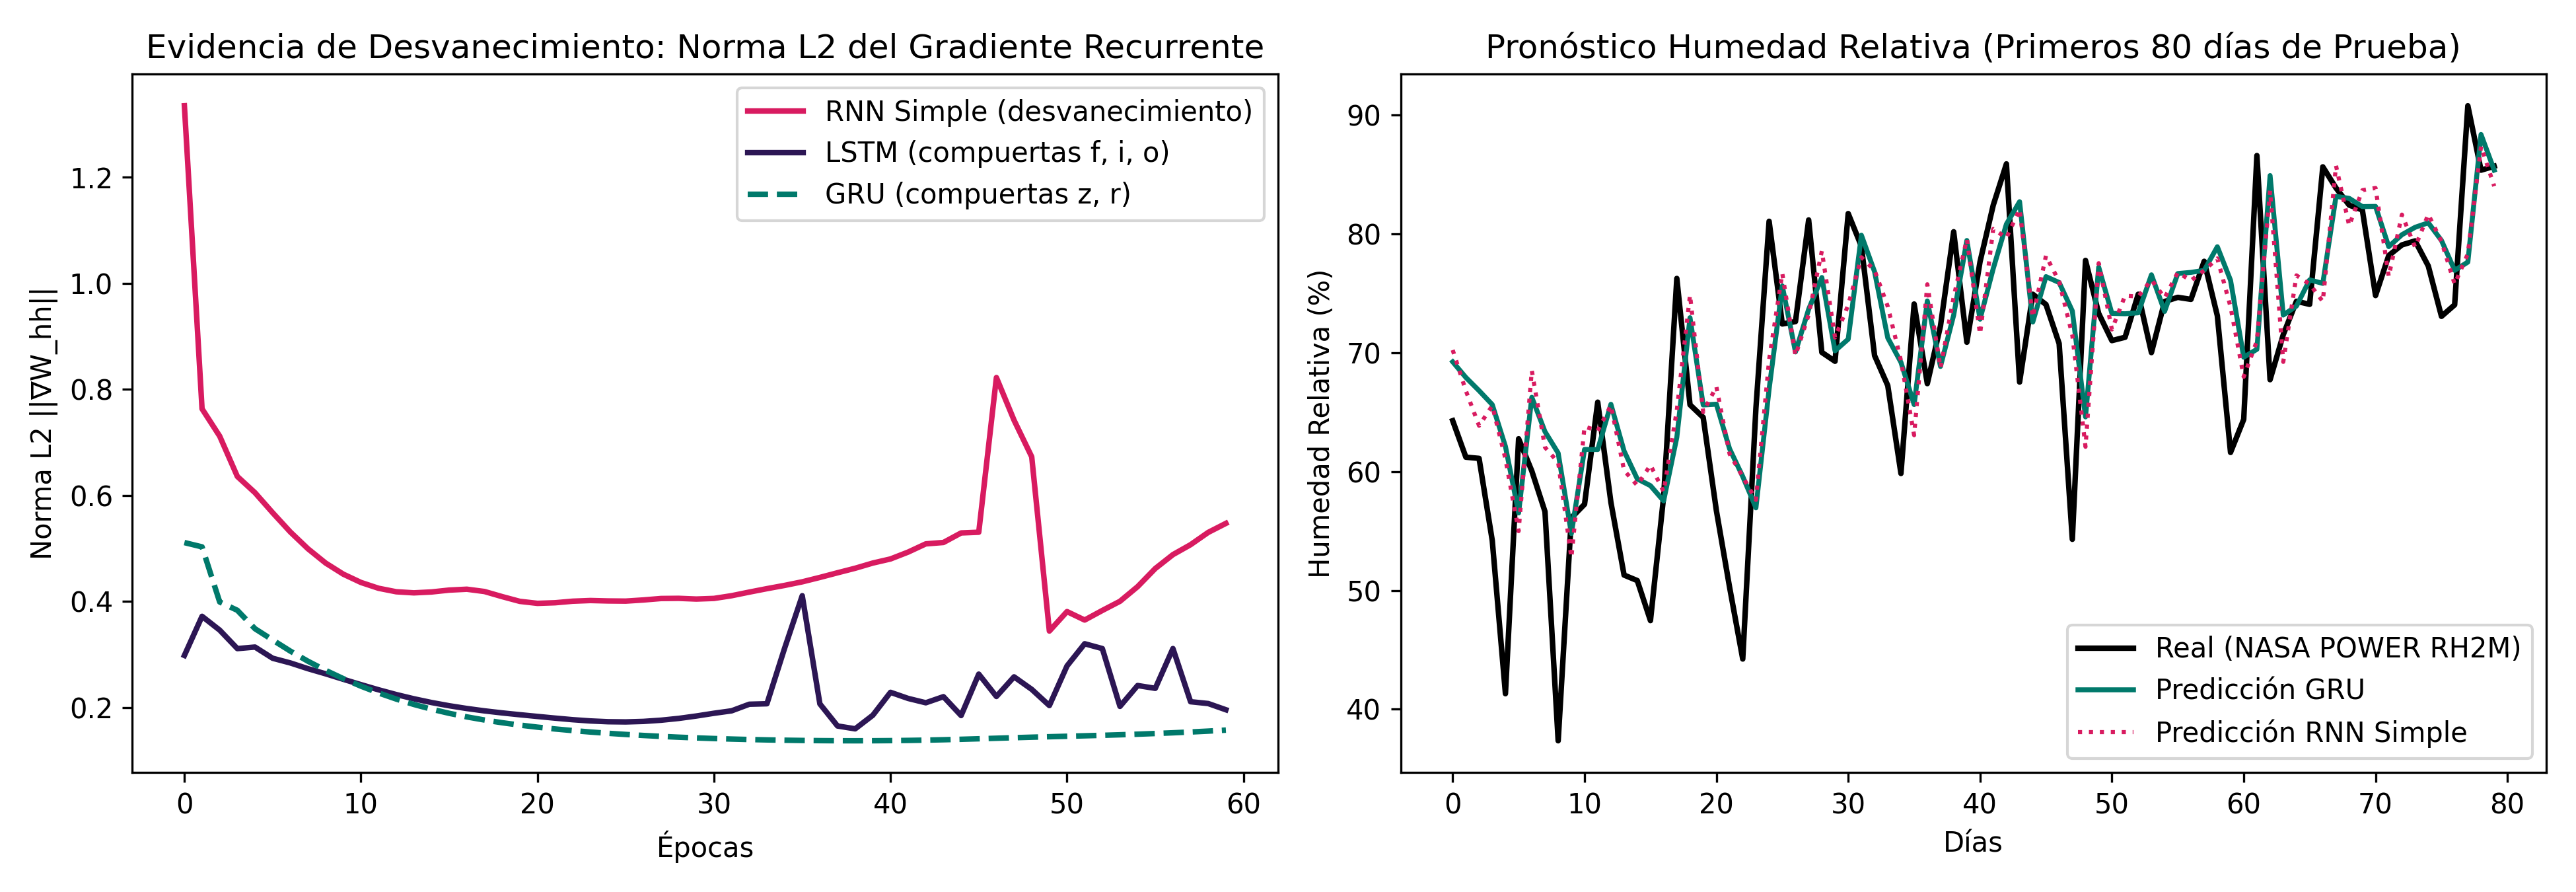 Evidencia de Desvanecimiento: Norma L2 del Gradiente Recurrente
Norma L2 ||∇W_hh||
1.2
1.0
0.8
0.6
0.4
0.2
RNN Simple (desvanecimiento)
LSTM (compuertas f, i, o)
GRU (compuertas z, r)
0 10 20 30 40 50 60
Épocas
Pronóstico Humedad Relativa (Primeros 80 días de Prueba)
Humedad Relativa (%)
90
80
70
60
50
40
Real (NASA POWER RH2M)
Predicción GRU
Predicción RNN Simple
0 10 20 30 40 50 60 70 80
Días